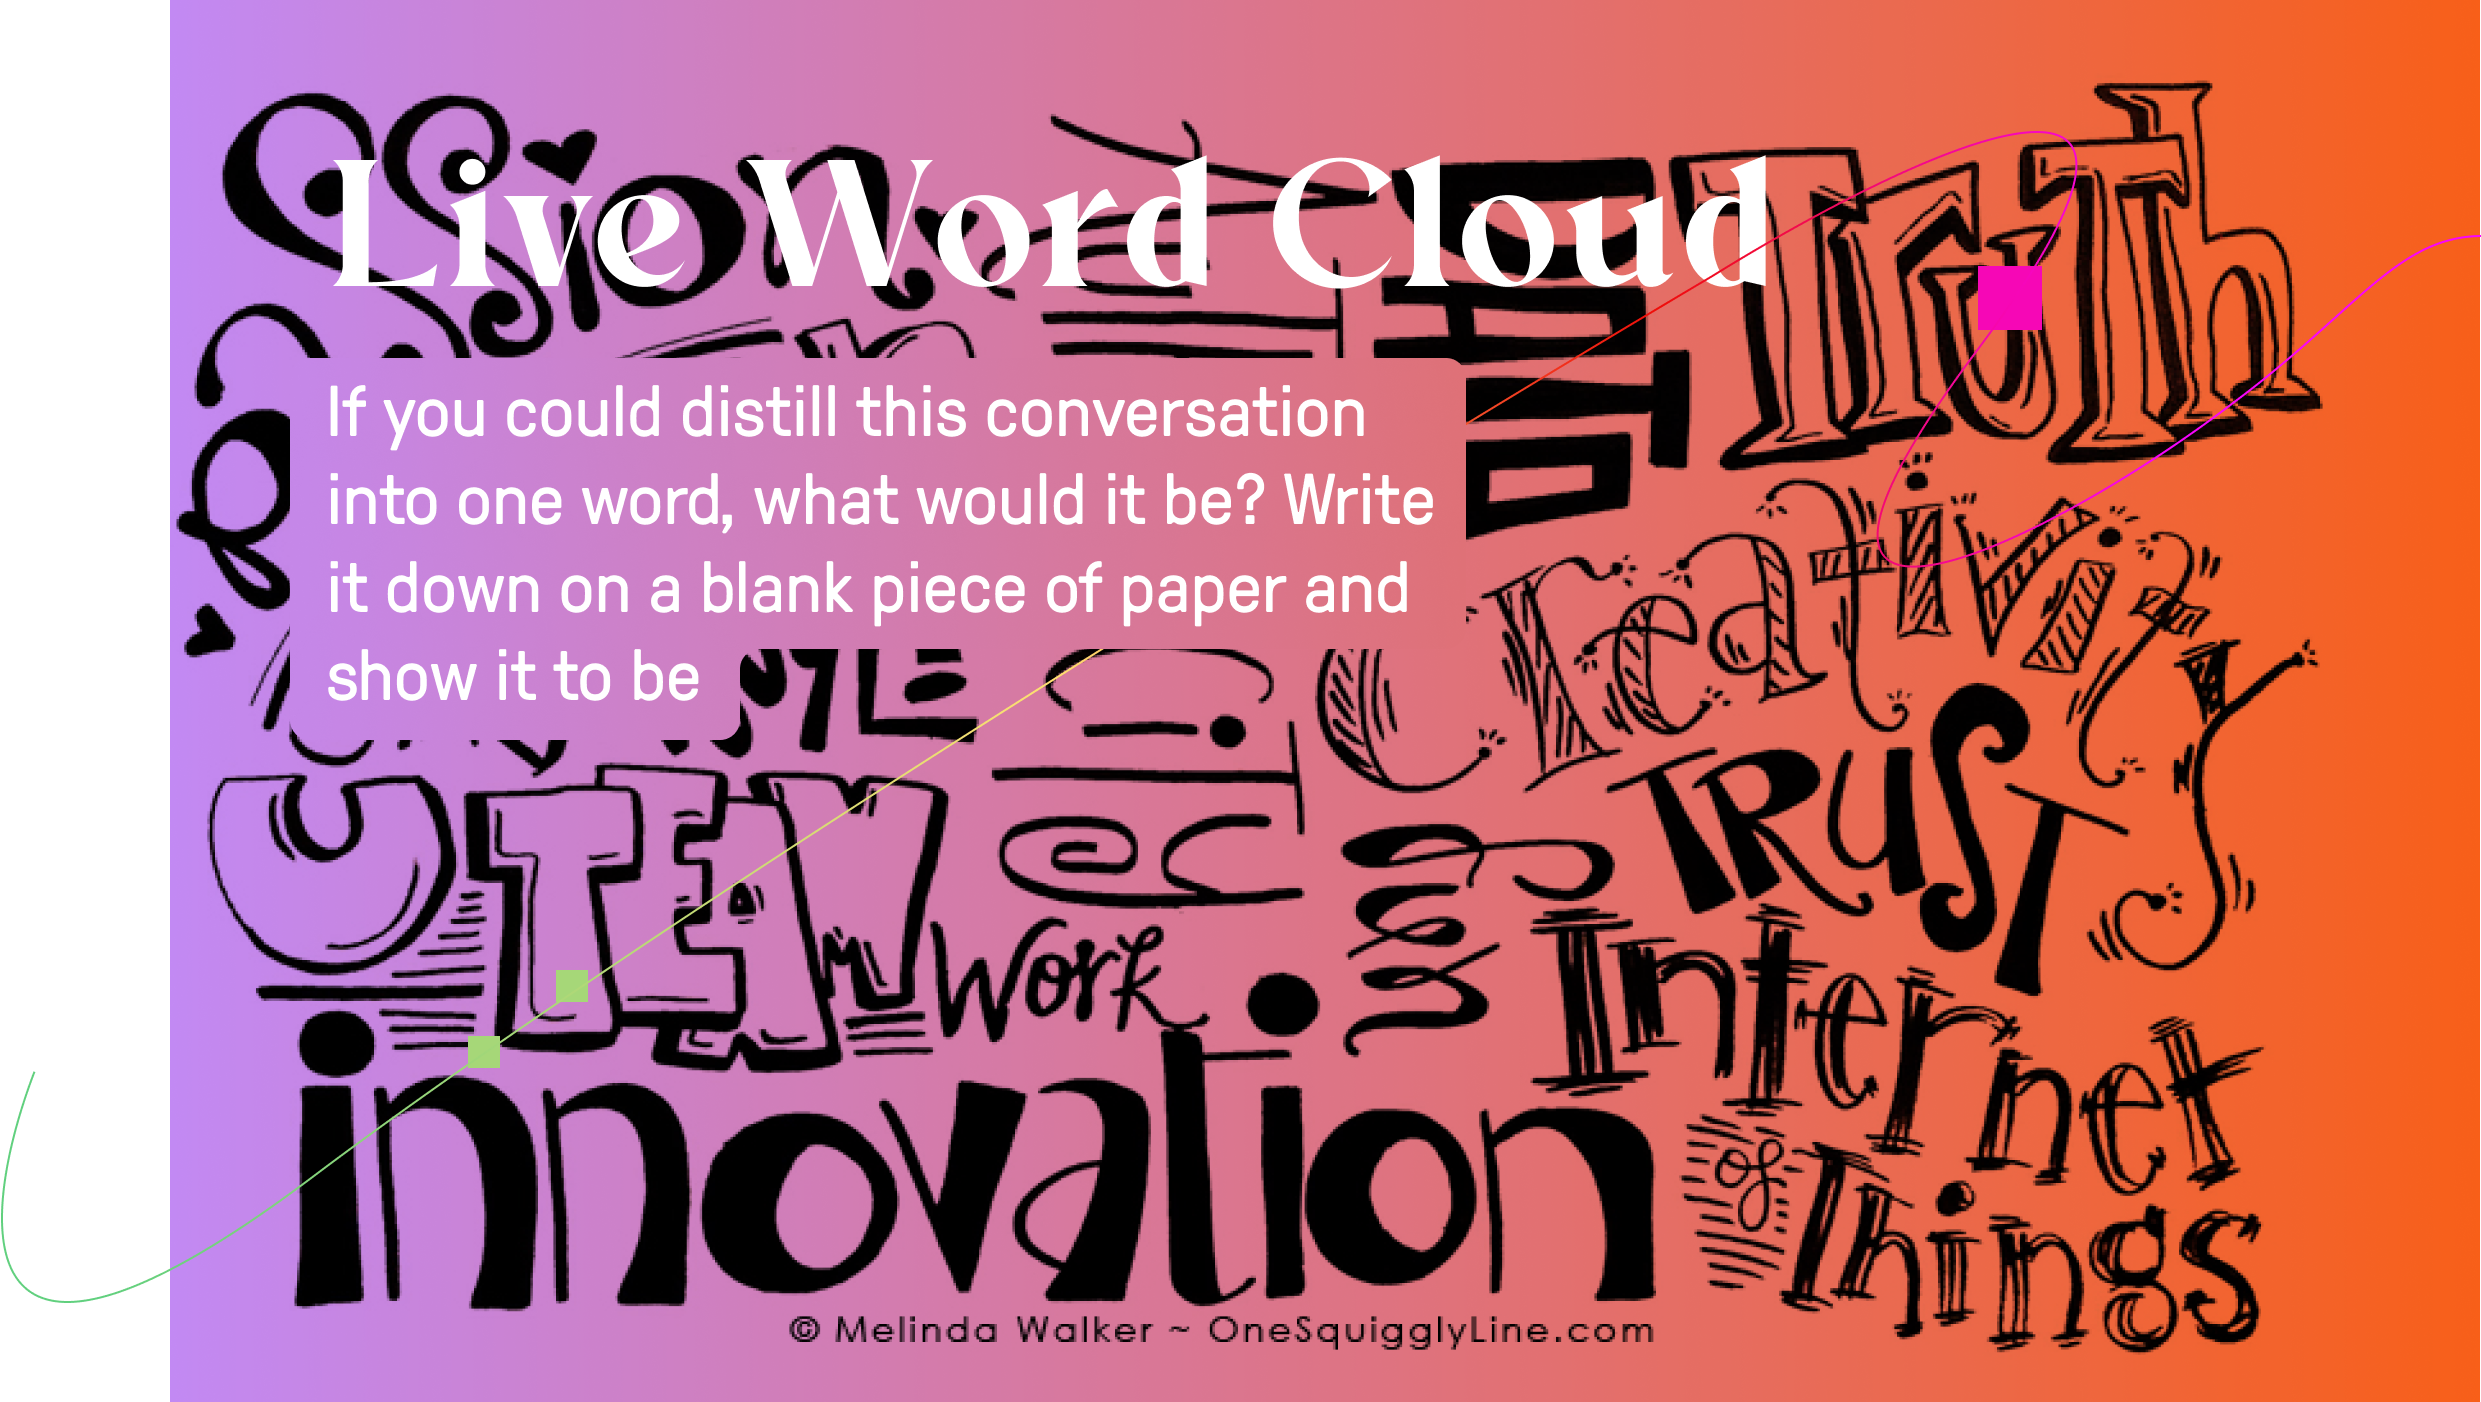 Live Word Cloud
If you could distill this conversation
into one word, what would it be? Write
it down on a blank piece of paper and
show it to be
Truth
Creativity
TRUST
TEAM
work
Internet
of
Things
innovation
© Melinda Walker ~ OneSquigglyLine.com